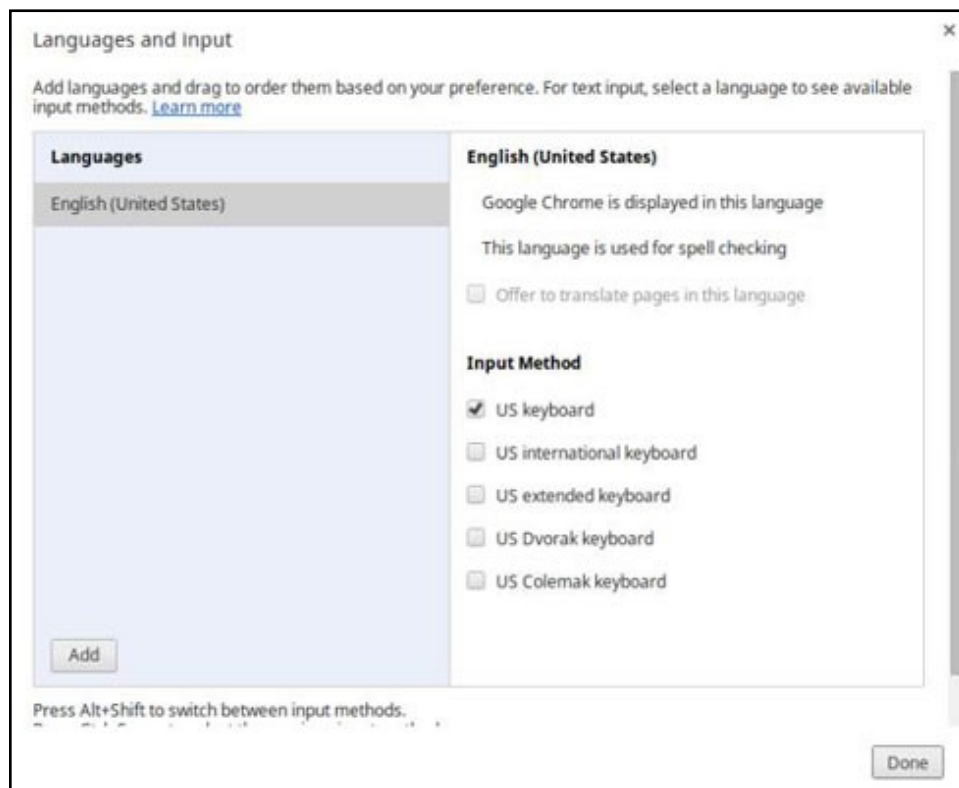 Languages and Input
Add languages and drag to order them based on your preference. For text input, select a language to see available
input methods. Learn more
Languages
English (United States)
Add
English (United States)
Google Chrome is displayed in this language
This language is used for spell checking
Offer to translate pages in this language
Input Method
US keyboard
US international keyboard
US extended keyboard
US Dvorak keyboard
US Colemak keyboard
Press Alt+Shift to switch between input methods.
Done